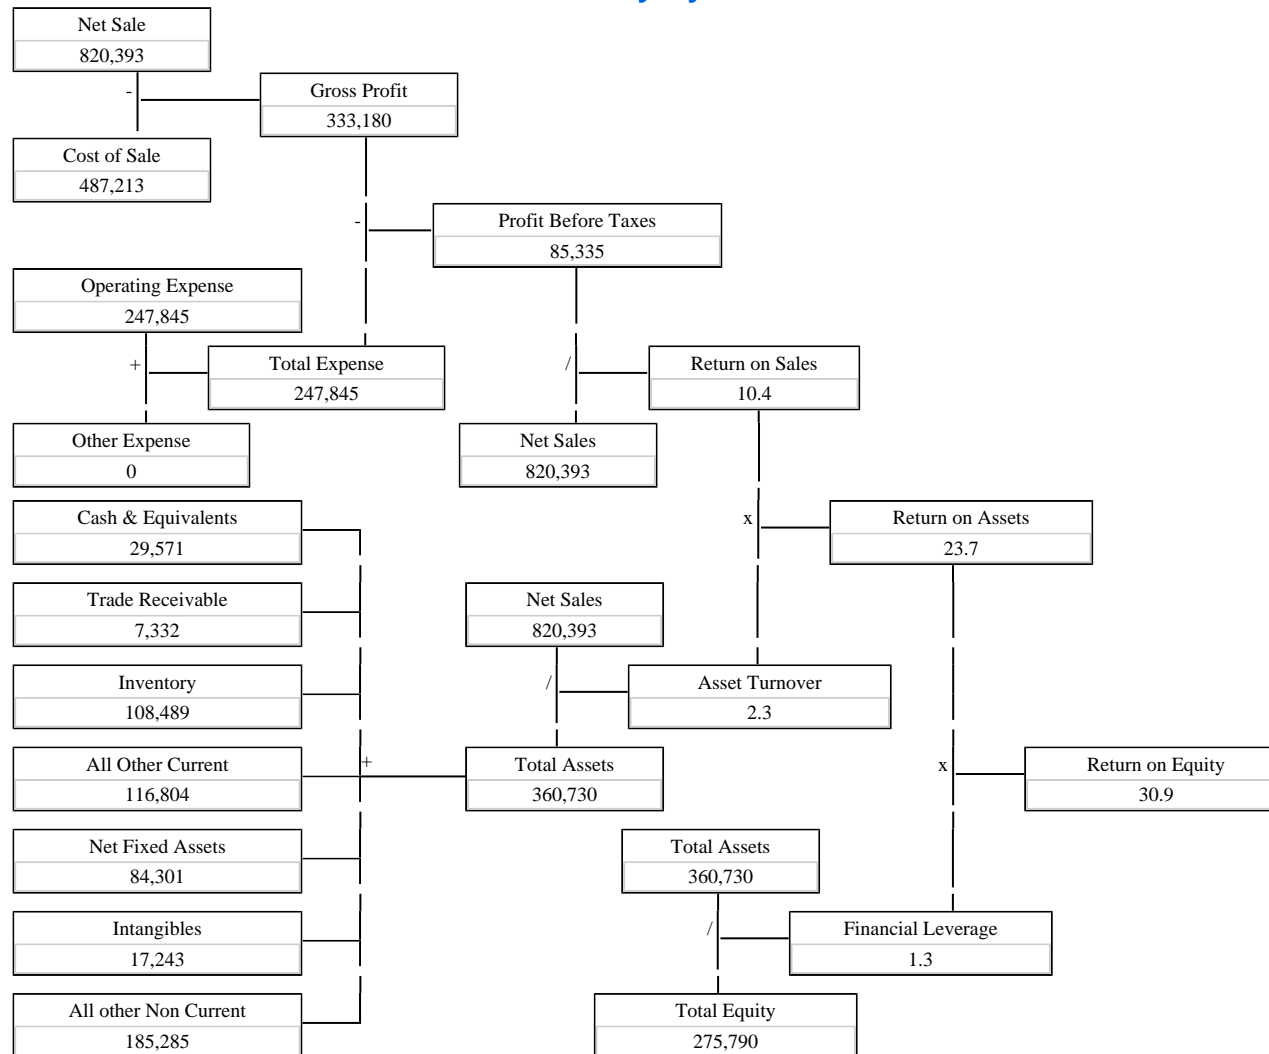 Net Sale
820,393
-
Gross Profit
333,180
Cost of Sale
487,213
-
Profit Before Taxes
85,335
Operating Expense
247,845
+
Total Expense
247,845
/
Return on Sales
10.4
Other Expense
0
Net Sales
820,393
Cash & Equivalents
29,571
x
Return on Assets
23.7
Trade Receivable
7,332
Net Sales
820,393
Inventory
108,489
/
Asset Turnover
2.3
All Other Current
116,804
+
Total Assets
360,730
x
Return on Equity
30.9
Net Fixed Assets
84,301
Total Assets
360,730
Intangibles
17,243
/
Financial Leverage
1.3
All other Non Current
185,285
Total Equity
275,790